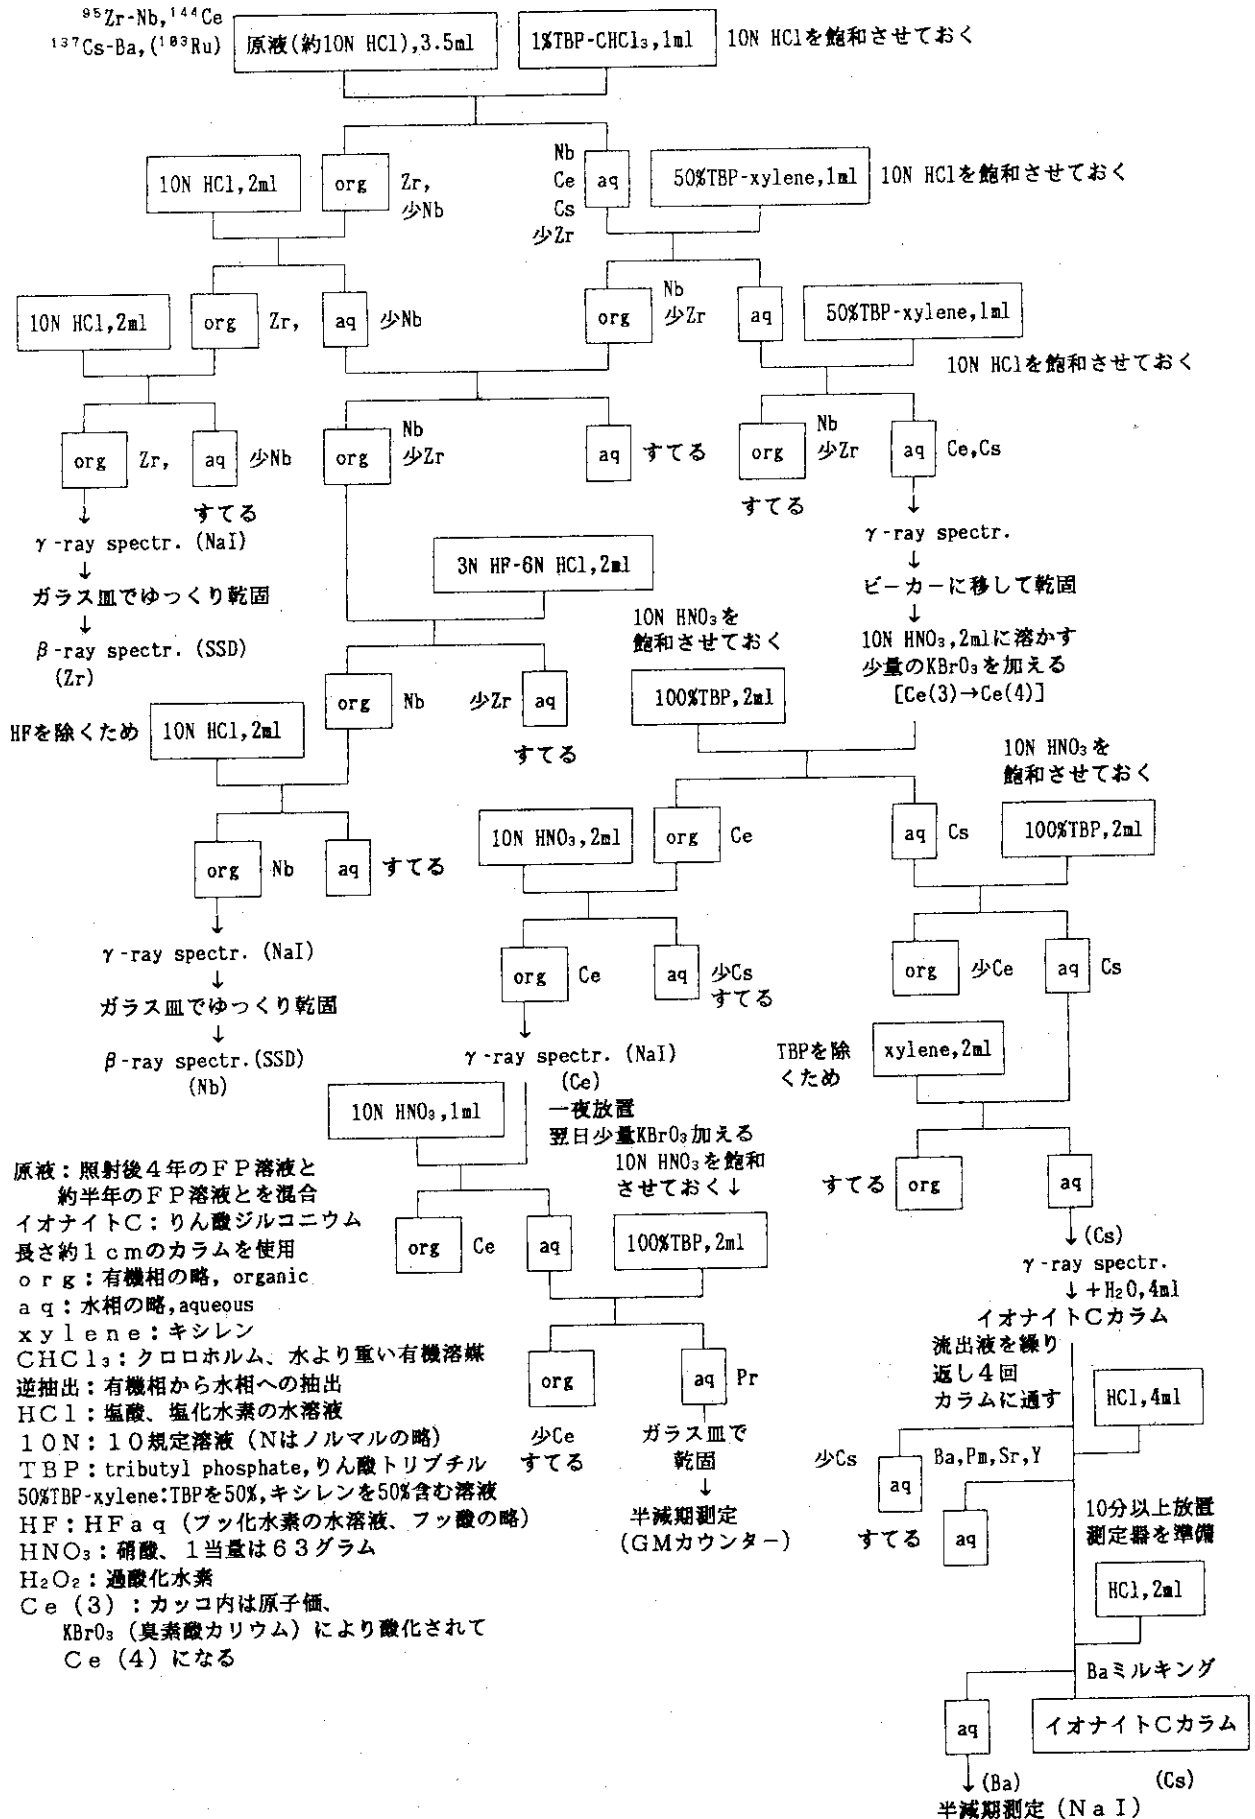 ⁹⁵Zr-Nb,¹⁴⁴Ce
¹³⁷Cs-Ba,(¹⁰³Ru)
原液(約10N HCl),3.5ml
1%TBP-CHCl₃,1ml
10N HClを飽和させておく
10N HCl,2ml
org
Zr,
少Nb
Nb
Ce
Cs
少Zr
aq
50%TBP-xylene,1ml
10N HClを飽和させておく
10N HCl,2ml
org
Zr,
aq
少Nb
org
Nb
少Zr
aq
50%TBP-xylene,1ml
10N HClを飽和させておく
org
Zr,
aq
少Nb
すてる
org
Nb
少Zr
aq
すてる
org
Nb
少Zr
すてる
aq
Ce,Cs
↓
γ-ray spectr. (NaI)
↓
ガラス皿でゆっくり乾固
↓
β-ray spectr. (SSD)
(Zr)
↓
γ-ray spectr.
↓
ビーカーに移して乾固
↓
10N HNO₃,2mlに溶かす
少量のKBrO₃を加える
[Ce(3)→Ce(4)]
3N HF-6N HCl,2ml
10N HNO₃を
飽和させておく
100%TBP,2ml
org
Nb
少Zr
aq
すてる
HFを除くため
10N HCl,2ml
10N HNO₃を
飽和させておく
100%TBP,2ml
org
Nb
aq
すてる
10N HNO₃,2ml
org
Ce
aq
Cs
↓
γ-ray spectr. (NaI)
↓
ガラス皿でゆっくり乾固
↓
β-ray spectr.(SSD)
(Nb)
org
Ce
aq
少Cs
すてる
org
少Ce
aq
Cs
↓
γ-ray spectr. (NaI)
(Ce)
一夜放置
翌日少量KBrO₃加える
10N HNO₃を飽和
させておく↓
10N HNO₃,1ml
TBPを除
くため
xylene,2ml
すてる
org
aq
org
Ce
aq
100%TBP,2ml
↓(Cs)
γ-ray spectr.
↓+H₂O,4ml
イオナイトCカラム
流出液を繰り
返し4回
カラムに通す
HCl,4ml
org
少Ce
すてる
aq
Pr
ガラス皿で
乾固
↓
半減期測定
(GMカウンター)
少Cs
aq
すてる
Ba,Pm,Sr,Y
aq
10分以上放置
測定器を準備
HCl,2ml
Baミルキング
aq
イオナイトCカラム
↓(Ba)
(Cs)
半減期測定(NaI)
原液:照射後4年のFP溶液と
約半年のFP溶液とを混合
イオナイトC:りん酸ジルコニウム
長さ約1cmのカラムを使用
org:有機相の略, organic
aq:水相の略,aqueous
xylene:キシレン
CHCl₃:クロロホルム、水より重い有機溶媒
逆抽出:有機相から水相への抽出
HCl:塩酸、塩化水素の水溶液
10N:10規定溶液(Nはノルマルの略)
TBP:tributyl phosphate,りん酸トリブチル
50%TBP-xylene:TBPを50%,キシレンを50%含む溶液
HF:HFaq(フッ化水素の水溶液、フッ酸の略)
HNO₃:硝酸、1当量は63グラム
H₂O₂:過酸化水素
Ce(3):カッコ内は原子価、
KBrO₃(臭素酸カリウム)により酸化されて
Ce(4)になる